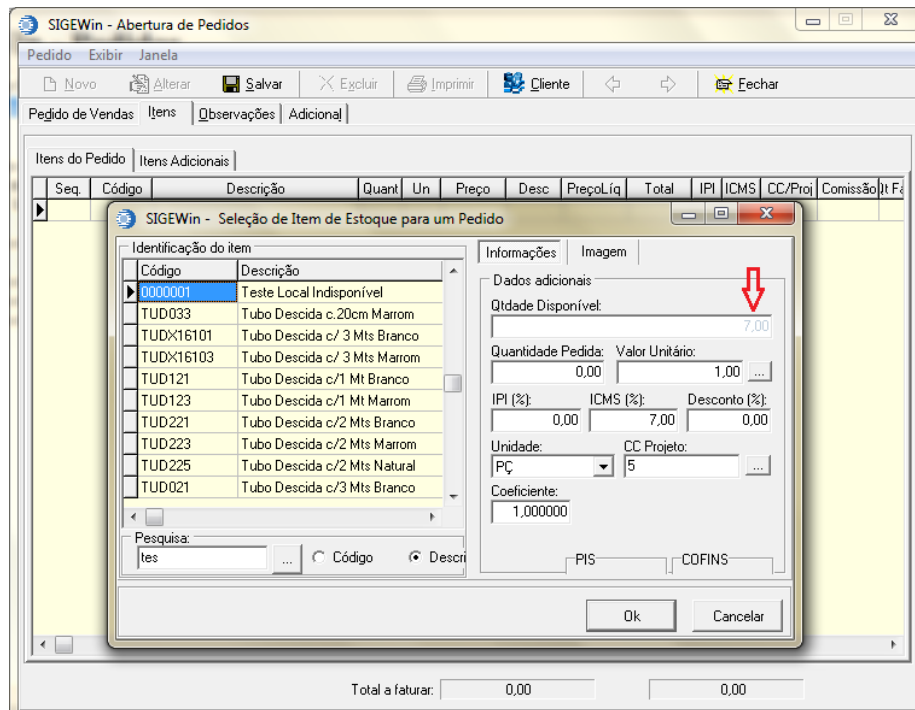 SIGEWin - Abertura de Pedidos
Pedido Exibir Janela
Novo Alterar Salvar Excluir Imprimir Cliente Fechar
Pedido de Vendas Itens Observações Adicional
Itens do Pedido Itens Adicionais
Seq. Código Descrição Quant Un Preço Desc PreçoLíq Total IPI ICMS CC/Proj Comissão
SIGEWin - Seleção de Item de Estoque para um Pedido
Identificação do item
Código Descrição
0000001 Teste Local Indisponível
TUD033 Tubo Descida c.20cm Marrom
TUDX16101 Tubo Descida c/ 3 Mts Branco
TUDX16103 Tubo Descida c/ 3 Mts Marrom
TUD121 Tubo Descida c/1 Mt Branco
TUD123 Tubo Descida c/1 Mt Marrom
TUD221 Tubo Descida c/2 Mts Branco
TUD223 Tubo Descida c/2 Mts Marrom
TUD225 Tubo Descida c/2 Mts Natural
TUD021 Tubo Descida c/3 Mts Branco
Pesquisa:
tes ... Código Descri
Informações Imagem
Dados adicionais
Qtdade Disponível:
7,00
Quantidade Pedida: Valor Unitário:
0,00 1,00 ...
IPI (%): ICMS (%): Desconto (%):
0,00 7,00 0,00
Unidade: CC Projeto:
PÇ 5 ...
Coeficiente:
1,000000
PIS COFINS
Ok Cancelar
Total a faturar: 0,00 0,00